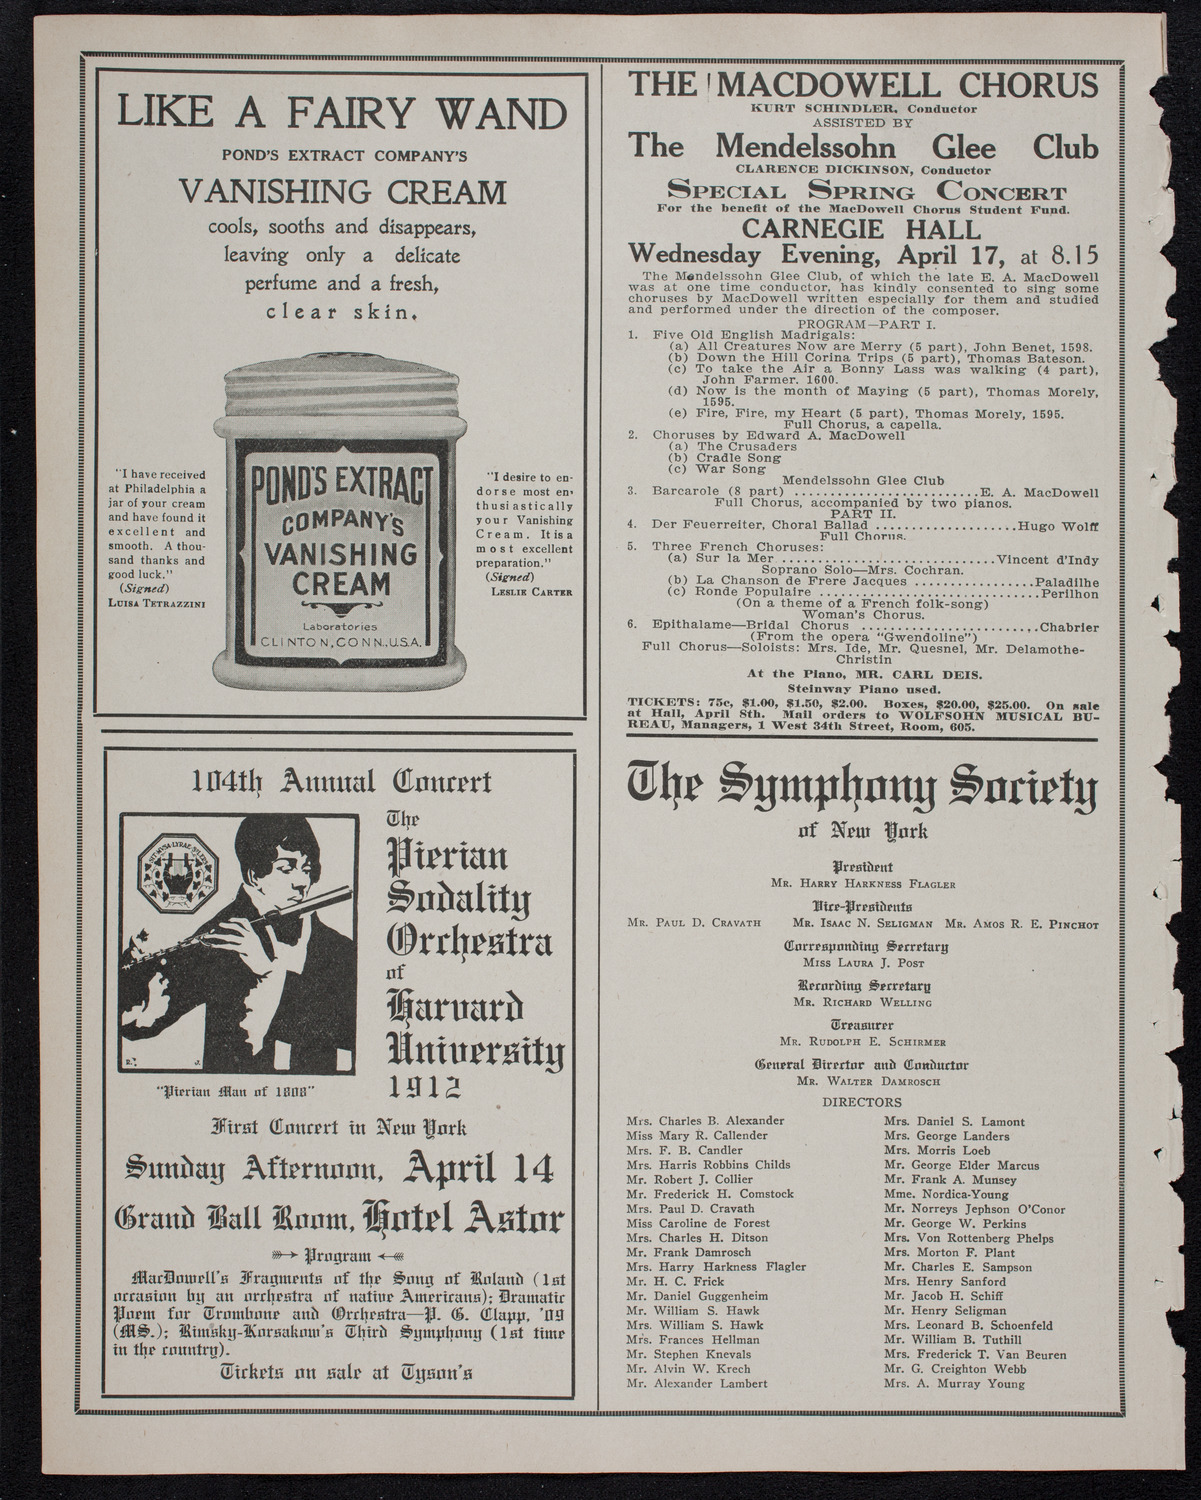 LIKE A FAIRY WAND
POND'S EXTRACT COMPANY'S
VANISHING CREAM
cools, sooths and disappears,
leaving only a delicate
perfume and a fresh,
clear skin.
"I have received
at Philadelphia a
jar of your cream
and have found it
excellent and
smooth. A thou-
sand thanks and
good luck."
(Signed)
LUISA TETRAZZINI
POND'S EXTRACT
COMPANY'S
VANISHING
CREAM
Laboratories
CLINTON, CONN., U.S.A.
"I desire to en-
dorse most en-
thusiastically
your Vanishing
Cream. It is a
most excellent
preparation."
(Signed)
LESLIE CARTER
104th Annual Concert
The
Pierian
Sodality
Orchestra
of
Harvard
University
1912
"Pierian Man of 1808"
First Concert in New York
Sunday Afternoon, April 14
Grand Ball Room, Hotel Astor
Program
MacDowell's Fragments of the Song of Roland (1st
occasion by an orchestra of native Americans); Dramatic
Poem for Trombone and Orchestra—P. G. Clapp, '09
(MS.); Rimsky-Korsakow's Third Symphony (1st time
in the country).
Tickets on sale at Tyson's
THE MACDOWELL CHORUS
KURT SCHINDLER, Conductor
ASSISTED BY
The Mendelssohn Glee Club
CLARENCE DICKINSON, Conductor
SPECIAL SPRING CONCERT
For the benefit of the MacDowell Chorus Student Fund.
CARNEGIE HALL
Wednesday Evening, April 17, at 8.15
The Mendelssohn Glee Club, of which the late E. A. MacDowell
was at one time conductor, has kindly consented to sing some
choruses by MacDowell written especially for them and studied
and performed under the direction of the composer.
PROGRAM—PART I.
1. Five Old English Madrigals:
(a) All Creatures Now are Merry (5 part), John Benet, 1598.
(b) Down the Hill Corina Trips (5 part), Thomas Bateson.
(c) To take the Air a Bonny Lass was walking (4 part),
John Farmer. 1600.
(d) Now is the month of Maying (5 part), Thomas Morely,
1595.
(e) Fire, Fire, my Heart (5 part), Thomas Morely, 1595.
Full Chorus, a capella.
2. Choruses by Edward A. MacDowell
(a) The Crusaders
(b) Cradle Song
(c) War Song
Mendelssohn Glee Club
3. Barcarole (8 part) ........................E. A. MacDowell
Full Chorus, accompanied by two pianos.
PART II.
4. Der Feuerreiter, Choral Ballad ..................Hugo Wolff
Full Chorus.
5. Three French Choruses:
(a) Sur la Mer ...........................Vincent d'Indy
Soprano Solo—Mrs. Cochran.
(b) La Chanson de Frere Jacques ...............Paladilhe
(c) Ronde Populaire ............................Perilhon
(On a theme of a French folk-song)
Woman's Chorus.
6. Epithalame—Bridal Chorus .......................Chabrier
(From the opera "Gwendoline")
Full Chorus—Soloists: Mrs. Ide, Mr. Quesnel, Mr. Delamothe-
Christin
At the Piano, MR. CARL DEIS.
Steinway Piano used.
TICKETS: 75c, $1.00, $1.50, $2.00. Boxes, $20.00, $25.00. On sale
at Hall, April 8th. Mail orders to WOLFSOHN MUSICAL BU-
REAU, Managers, 1 West 34th Street, Room, 605.
The Symphony Society
of New York
President
MR. HARRY HARKNESS FLAGLER
Vice-Presidents
MR. PAUL D. CRAVATH MR. ISAAC N. SELIGMAN MR. AMOS R. E. PINCHOT
Corresponding Secretary
MISS LAURA J. POST
Recording Secretary
MR. RICHARD WELLING
Treasurer
MR. RUDOLPH E. SCHIRMER
General Director and Conductor
MR. WALTER DAMROSCH
DIRECTORS
Mrs. Charles B. Alexander
Miss Mary R. Callender
Mrs. F. B. Candler
Mrs. Harris Robbins Childs
Mr. Robert J. Collier
Mr. Frederick H. Comstock
Mrs. Paul D. Cravath
Miss Caroline de Forest
Mrs. Charles H. Ditson
Mr. Frank Damrosch
Mrs. Harry Harkness Flagler
Mr. H. C. Frick
Mr. Daniel Guggenheim
Mr. William S. Hawk
Mrs. William S. Hawk
Mrs. Frances Hellman
Mr. Stephen Knevals
Mr. Alvin W. Krech
Mr. Alexander Lambert
Mrs. Daniel S. Lamont
Mrs. George Landers
Mrs. Morris Loeb
Mr. George Elder Marcus
Mr. Frank A. Munsey
Mme. Nordica-Young
Mr. Norreys Jephson O'Conor
Mr. George W. Perkins
Mrs. Von Rottenberg Phelps
Mrs. Morton F. Plant
Mr. Charles E. Sampson
Mrs. Henry Sanford
Mr. Jacob H. Schiff
Mr. Henry Seligman
Mrs. Leonard B. Schoenfeld
Mr. William B. Tuthill
Mrs. Frederick T. Van Beuren
Mr. G. Creighton Webb
Mrs. A. Murray Young